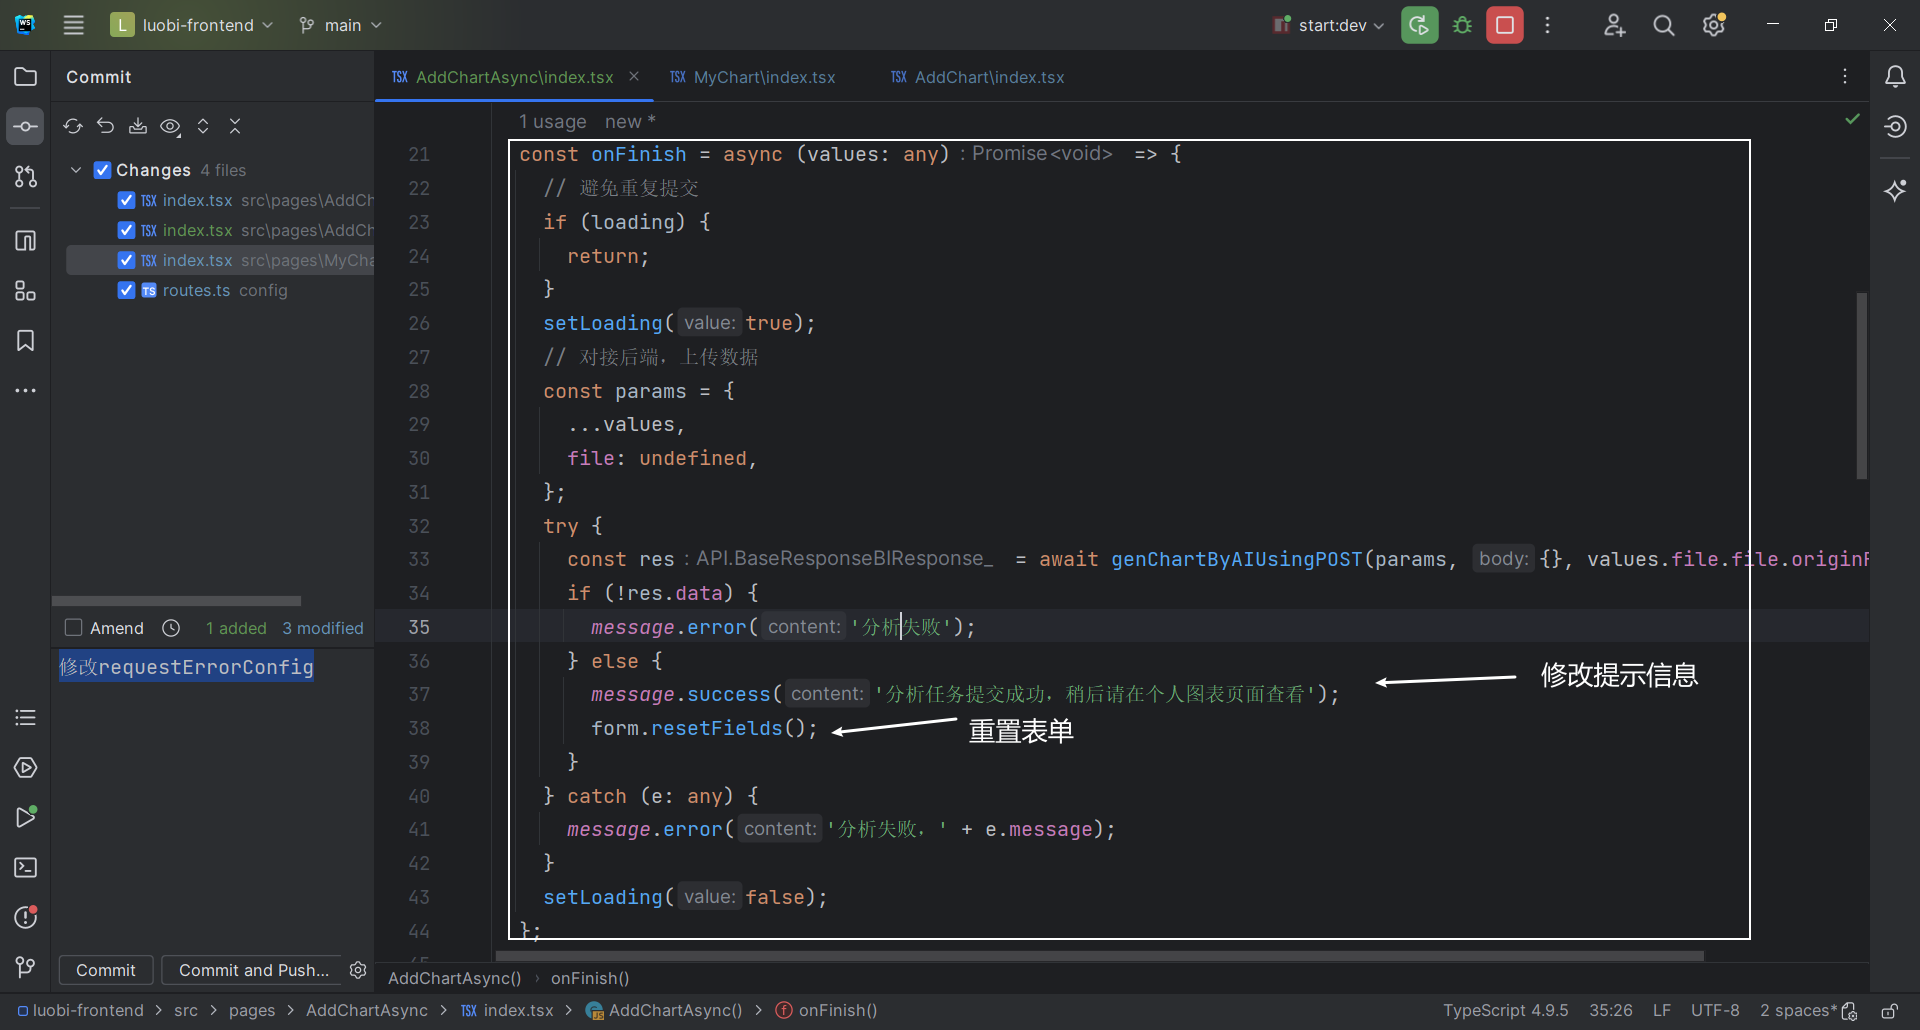 WS
L luobi-frontend main
start:dev
Commit
TSX AddChartAsync\index.tsx TSX MyChart\index.tsx TSX AddChart\index.tsx
Changes 4 files
TSX index.tsx src\pages\AddCh
TSX index.tsx src\pages\AddCh
TSX index.tsx src\pages\MyCha
TS routes.ts config
Amend 1 added 3 modified
修改requestErrorConfig
Commit Commit and Push...
1 usage new *
21 const onFinish = async (values: any) : Promise<void> => {
22 // 避免重复提交
23 if (loading) {
24 return;
25 }
26 setLoading( value: true);
27 // 对接后端，上传数据
28 const params = {
29 ...values,
30 file: undefined,
31 };
32 try {
33 const res : API.BaseResponseBIResponse_ = await genChartByAIUsingPOST(params, body: {}, values.file.file.originF
34 if (!res.data) {
35 message.error( content: '分析失败');
36 } else {
37 message.success( content: '分析任务提交成功，稍后请在个人图表页面查看');
修改提示信息
38 form.resetFields();
重置表单
39 }
40 } catch (e: any) {
41 message.error( content: '分析失败，' + e.message);
42 }
43 setLoading( value: false);
44 };
AddChartAsync() › onFinish()
luobi-frontend > src > pages > AddChartAsync > TSX index.tsx > AddChartAsync() > f onFinish()
TypeScript 4.9.5 35:26 LF UTF-8 2 spaces*